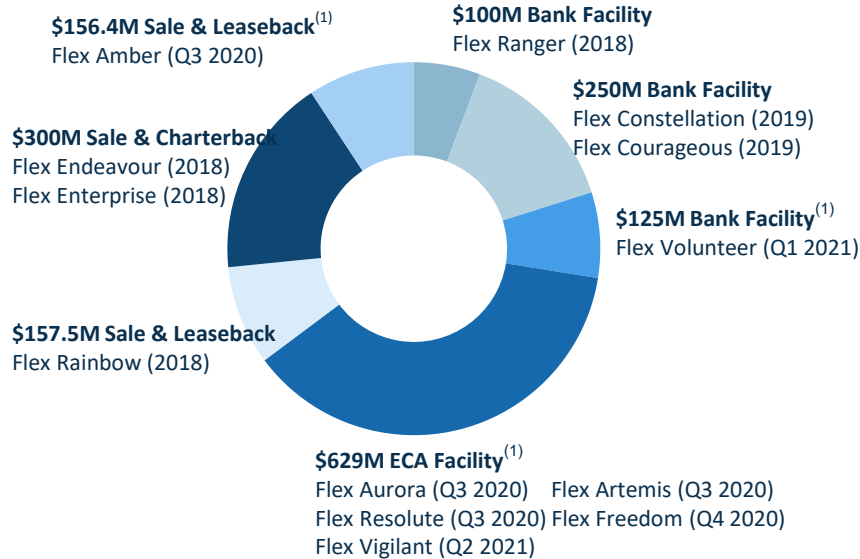 $156.4M Sale & Leaseback(1)
Flex Amber (Q3 2020)
$100M Bank Facility
Flex Ranger (2018)
$250M Bank Facility
Flex Constellation (2019)
Flex Courageous (2019)
$300M Sale & Charterback
Flex Endeavour (2018)
Flex Enterprise (2018)
$125M Bank Facility(1)
Flex Volunteer (Q1 2021)
$157.5M Sale & Leaseback
Flex Rainbow (2018)
$629M ECA Facility(1)
Flex Aurora (Q3 2020) Flex Artemis (Q3 2020)
Flex Resolute (Q3 2020) Flex Freedom (Q4 2020)
Flex Vigilant (Q2 2021)